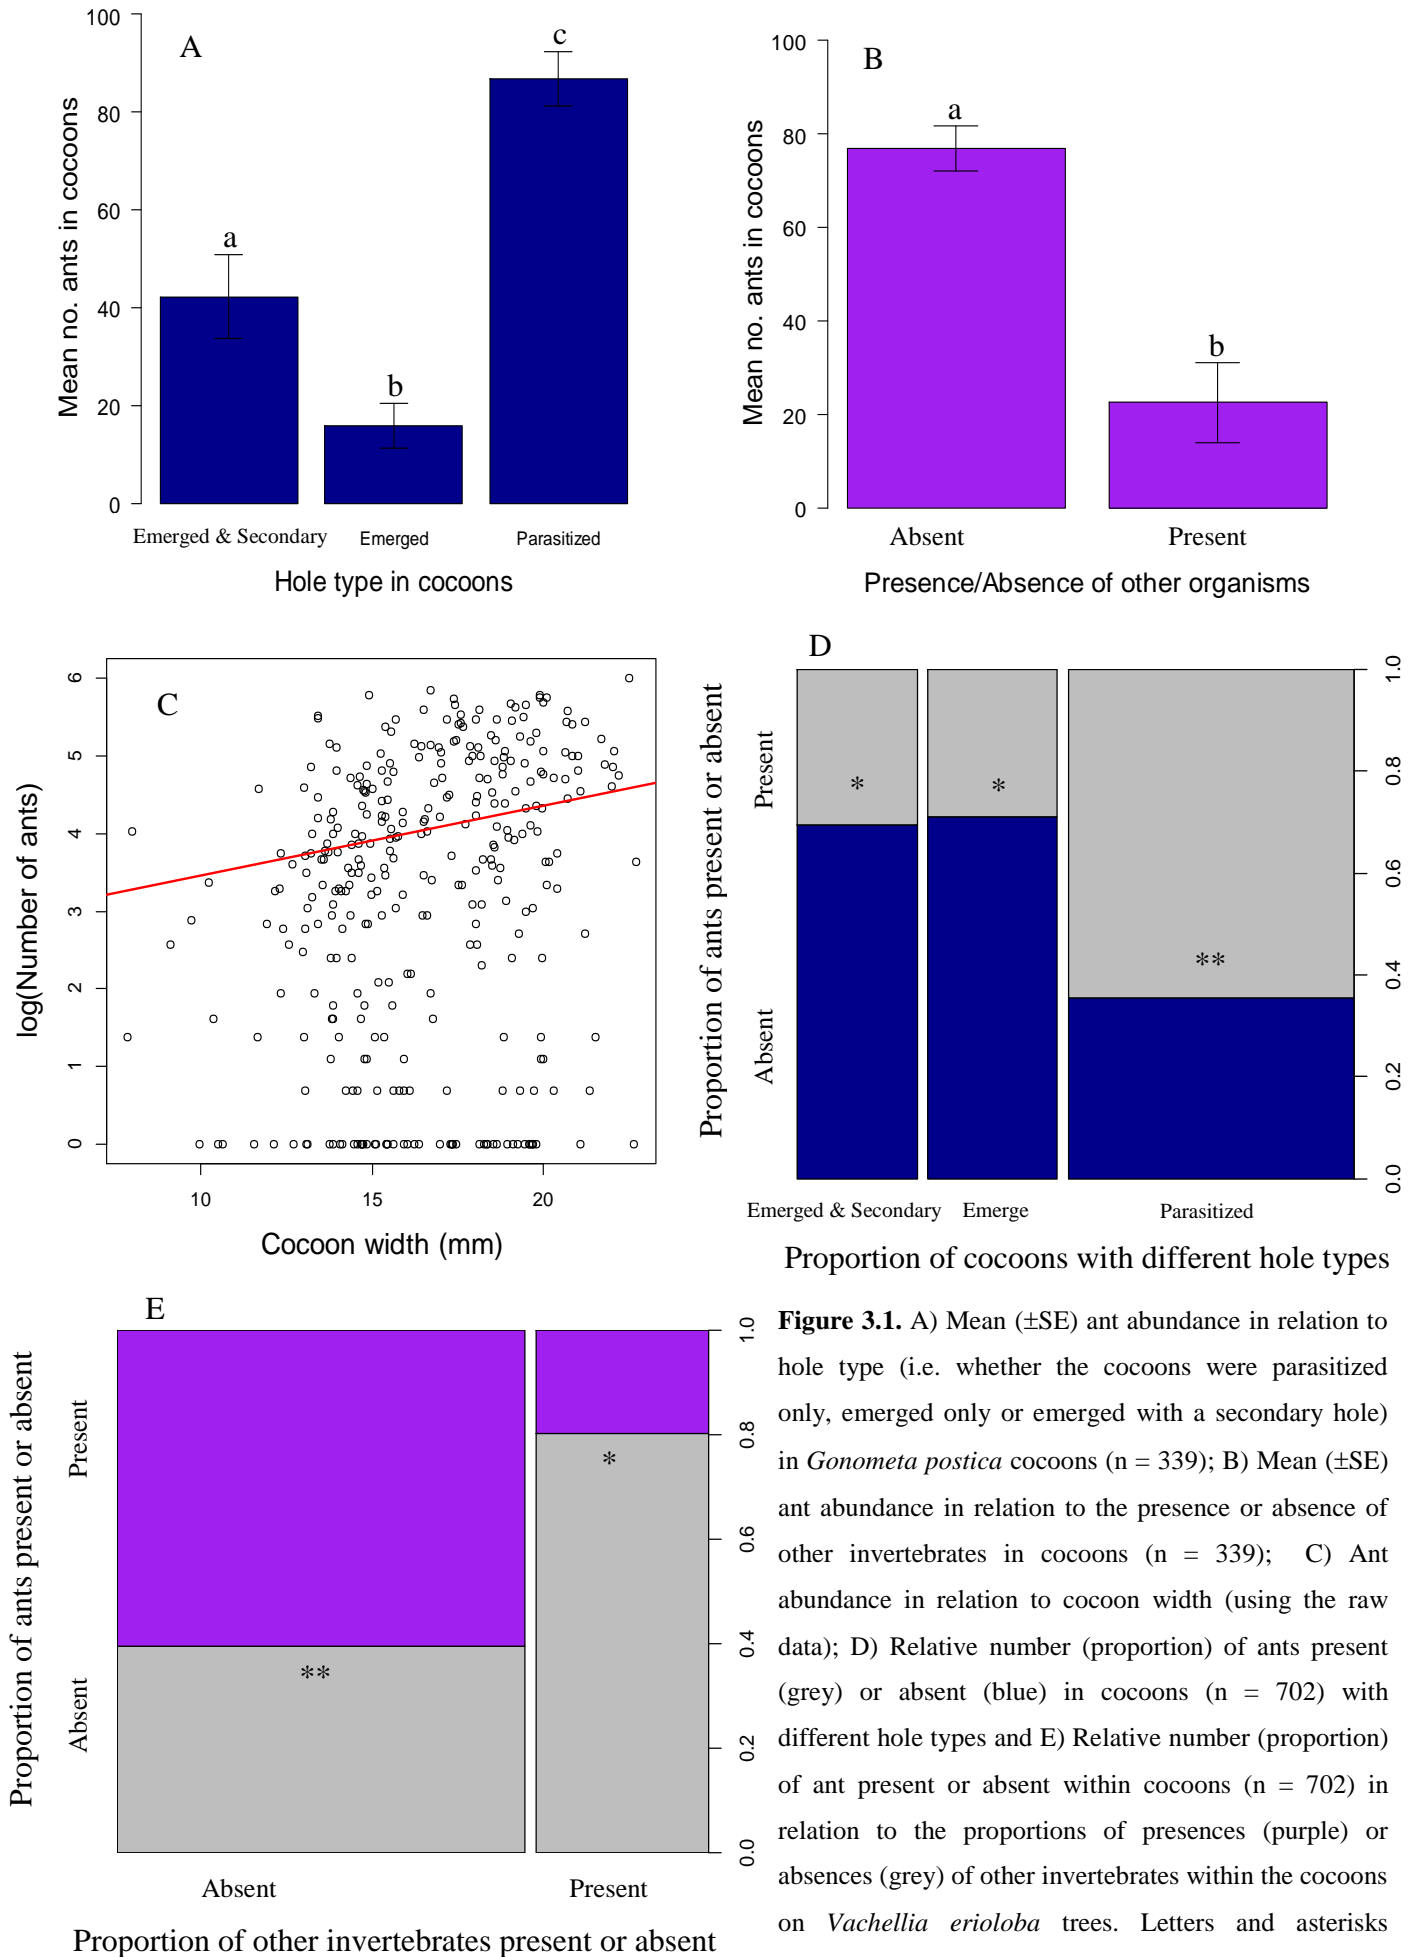 A
100
80
60
40
20
0
Mean no. ants in cocoons
a
b
c
Emerged & Secondary
Emerged
Parasitized
Hole type in cocoons
B
100
80
60
40
20
0
Mean no. ants in cocoons
a
b
Absent
Present
Presence/Absence of other organisms
C
6
5
4
3
2
1
0
log(Number of ants)
10
15
20
Cocoon width (mm)
D
Proportion of ants present or absent
Present
Absent
*
*
**
1.0
0.8
0.6
0.4
0.2
0.0
Emerged & Secondary
Emerge
Parasitized
Proportion of cocoons with different hole types
E
Proportion of ants present or absent
Present
Absent
**
*
1.0
0.8
0.6
0.4
0.2
0.0
Absent
Present
Proportion of other invertebrates present or absent
Figure 3.1. A) Mean (±SE) ant abundance in relation to
hole type (i.e. whether the cocoons were parasitized
only, emerged only or emerged with a secondary hole)
in Gonometa postica cocoons (n = 339); B) Mean (±SE)
ant abundance in relation to the presence or absence of
other invertebrates in cocoons (n = 339); C) Ant
abundance in relation to cocoon width (using the raw
data); D) Relative number (proportion) of ants present
(grey) or absent (blue) in cocoons (n = 702) with
different hole types and E) Relative number (proportion)
of ant present or absent within cocoons (n = 702) in
relation to the proportions of presences (purple) or
absences (grey) of other invertebrates within the cocoons
on Vachellia erioloba trees. Letters and asterisks